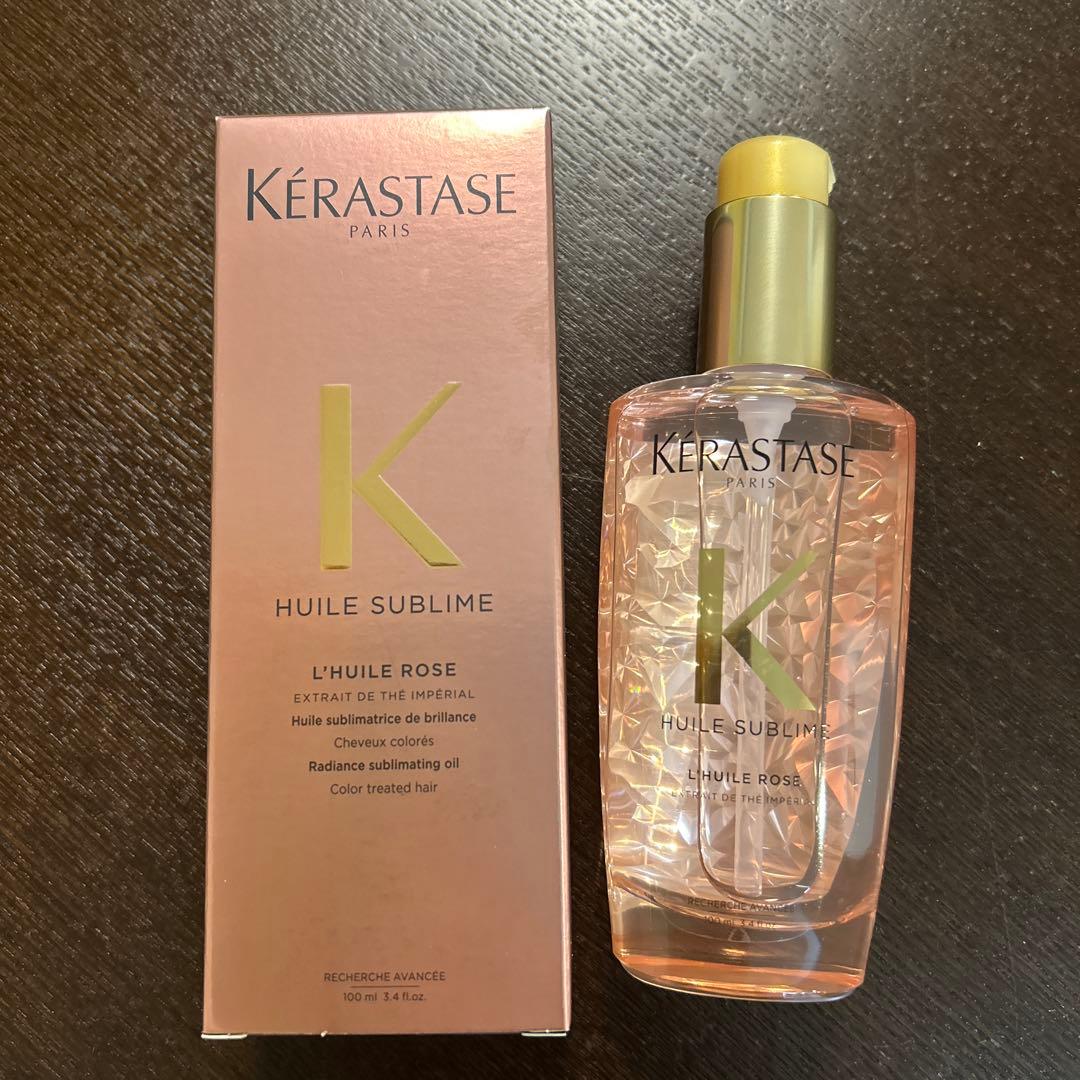 KÉRASTASE
PARIS
K
HUILE SUBLIME
L'HUILE ROSE
EXTRAIT DE THÉ IMPÉRIAL
Huile sublimatrice de brillance
Cheveux colorés
Radiance sublimating oil
Color treated hair
RECHERCHE AVANCÉE
100 ml 3.4 fl.oz.
KÉRASTASE
PARIS
K
HUILE SUBLIME
L'HUILE ROSE
EXTRAIT DE THÉ IMPÉRIAL
RECHERCHE AVANCÉE
100 ml 3.4 fl.oz.